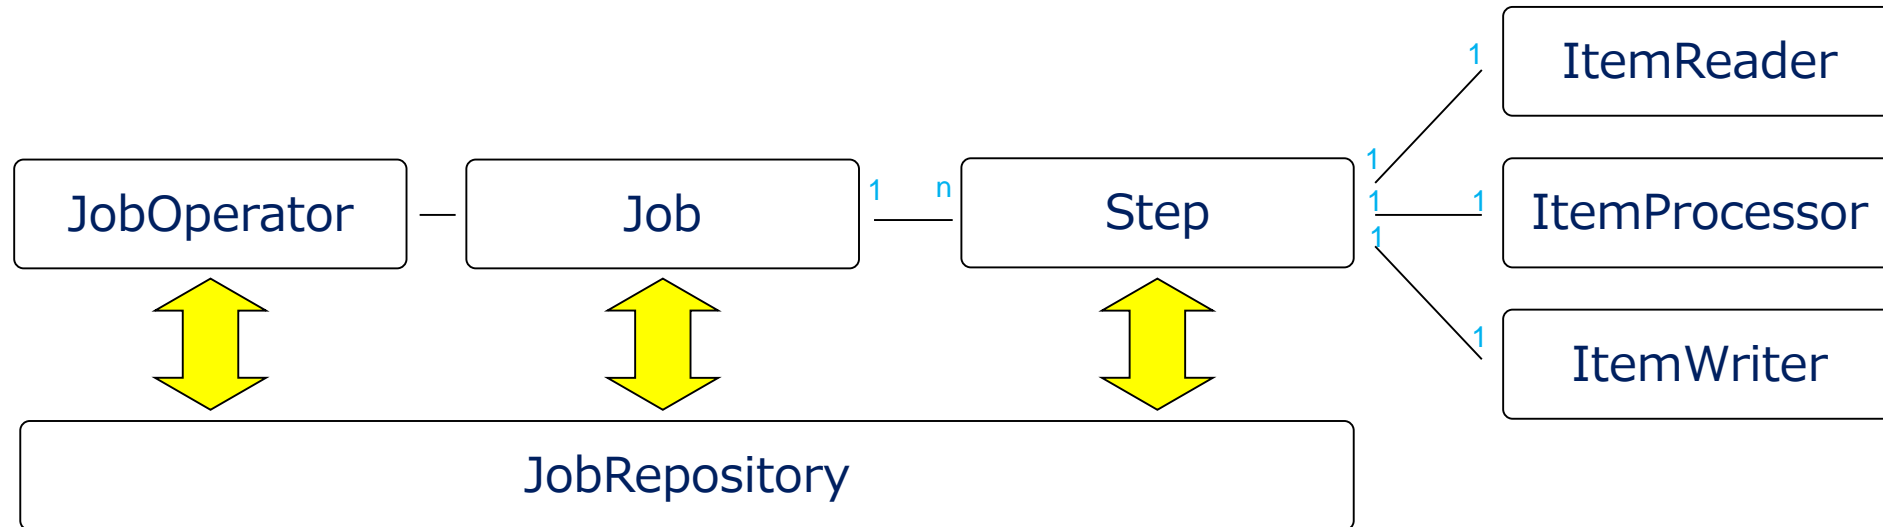 1
ItemReader
JobOperator
Job
1
n
Step
1
1
1
1
ItemProcessor
1
ItemWriter
JobRepository